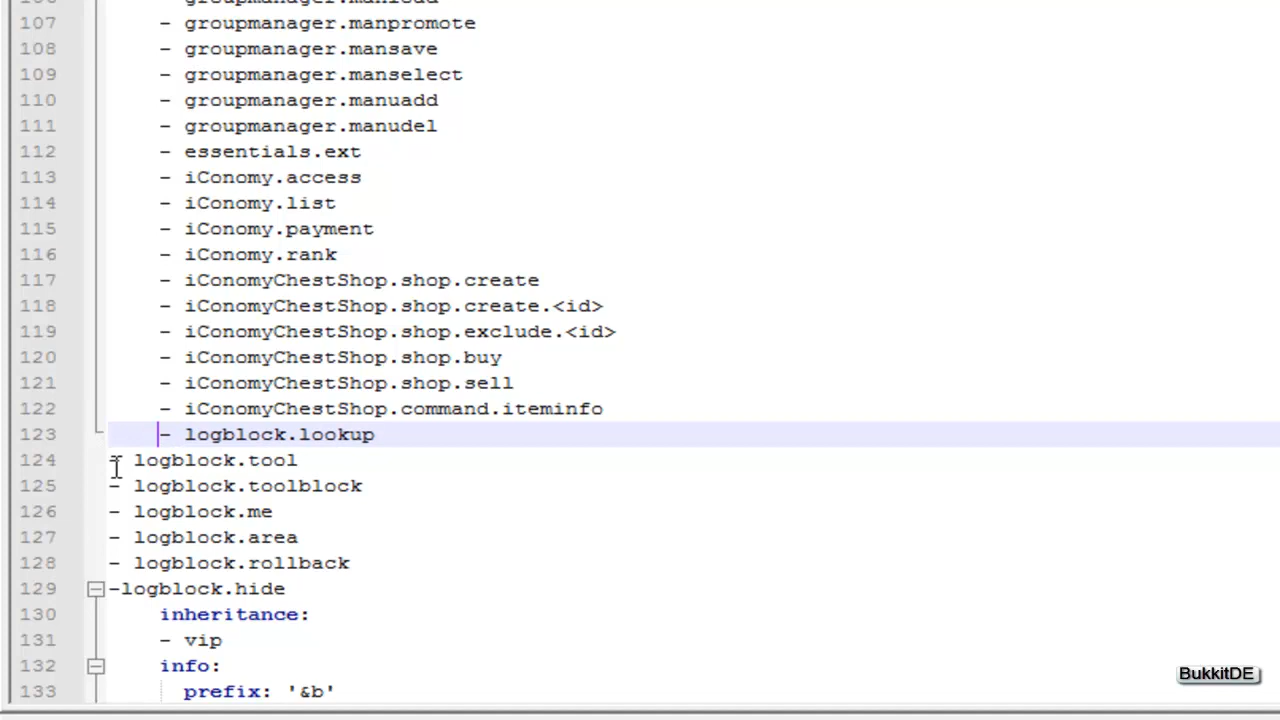 107 - groupmanager.manpromote
108 - groupmanager.mansave
109 - groupmanager.manselect
110 - groupmanager.manuadd
111 - groupmanager.manudel
112 - essentials.ext
113 - iConomy.access
114 - iConomy.list
115 - iConomy.payment
116 - iConomy.rank
117 - iConomyChestShop.shop.create
118 - iConomyChestShop.shop.create.<id>
119 - iConomyChestShop.shop.exclude.<id>
120 - iConomyChestShop.shop.buy
121 - iConomyChestShop.shop.sell
122 - iConomyChestShop.command.iteminfo
123 - logblock.lookup
124 - logblock.tool
125 - logblock.toolblock
126 - logblock.me
127 - logblock.area
128 - logblock.rollback
129 -logblock.hide
130 inheritance:
131 - vip
132 info:
133 prefix: '&b'
BukkitDE